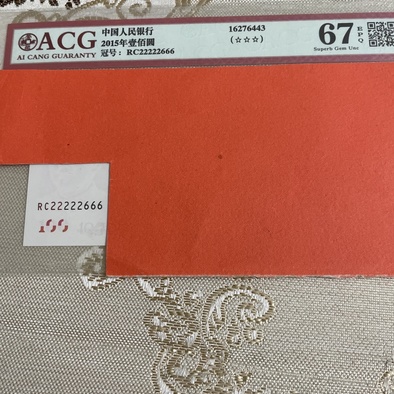 ACG
AI CANG GUARANTY
中国人民银行
2015年壹佰圆
冠号: RC22222666
16276443
(☆☆☆)
67 EPQ
Superb Gem Unc
RC22222666
100